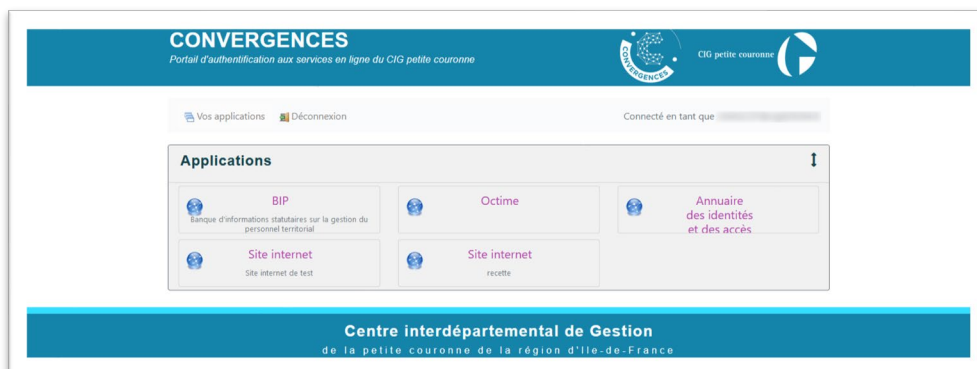 CONVERGENCES
Portail d'authentification aux services en ligne du CIG petite couronne
CONVERGENCES
CIG petite couronne
Vos applications
Déconnexion
Connecté en tant que
Applications
BIP
Banque d'informations statutaires sur la gestion du
personnel territorial
Octime
Annuaire
des identités
et des accès
Site internet
Site internet de test
Site internet
recette
Centre interdépartemental de Gestion
de la petite couronne de la région d'Ile-de-France